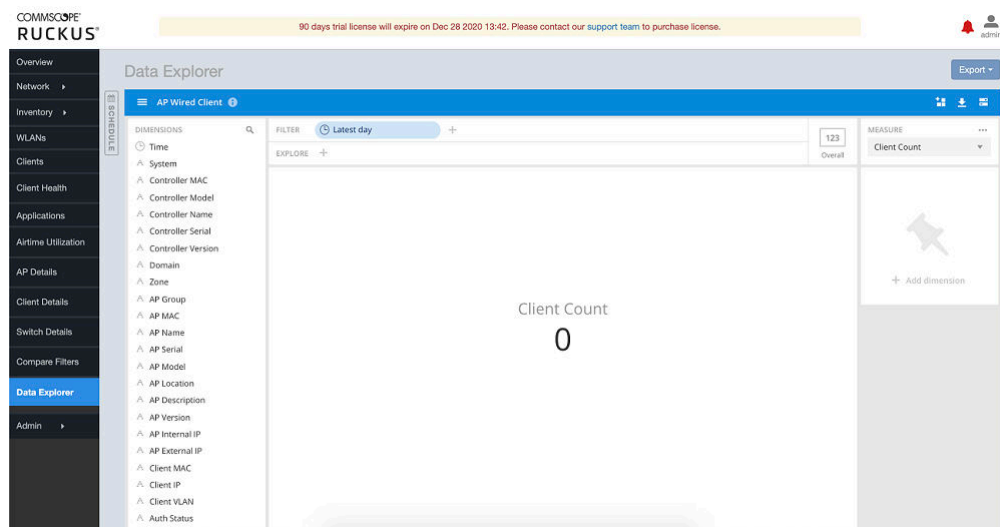 COMMSCOPE®
RUCKUS®
90 days trial license will expire on Dec 28 2020 13:42. Please contact our support team to purchase license.
admin
Overview
Network
Inventory
WLANs
Clients
Client Health
Applications
Airtime Utilization
AP Details
Client Details
Switch Details
Compare Filters
Data Explorer
Admin
SCHEDULE
Data Explorer
Export
AP Wired Client
DIMENSIONS
Time
System
Controller MAC
Controller Model
Controller Name
Controller Serial
Controller Version
Domain
Zone
AP Group
AP MAC
AP Name
AP Serial
AP Model
AP Location
AP Description
AP Version
AP Internal IP
AP External IP
Client MAC
Client IP
Client VLAN
Auth Status
FILTER
Latest day
EXPLORE
123
Overall
Client Count
0
MEASURE
Client Count
Add dimension